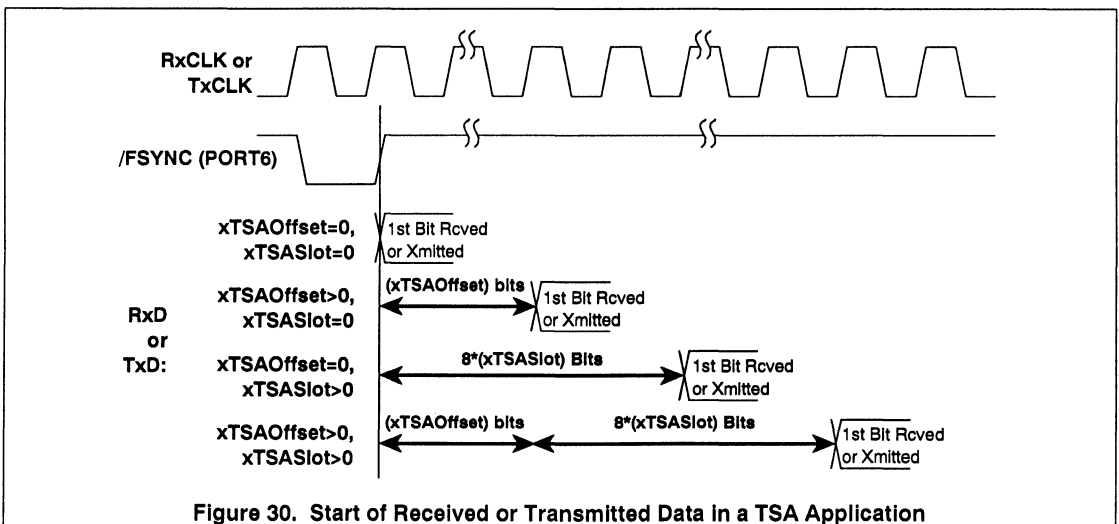 RxCLK or
TxCLK
/FSYNC (PORT6)
xTSAOffset=0,
xTSASlot=0
1st Bit Rcved
or Xmitted
RxD
or
TxD:
xTSAOffset>0,
xTSASlot=0
(xTSAOffset) bits
1st Bit Rcved
or Xmitted
xTSAOffset=0,
xTSASlot>0
8*(xTSASlot) Bits
1st Bit Rcved
or Xmitted
xTSAOffset>0,
xTSASlot>0
(xTSAOffset) bits
8*(xTSASlot) Bits
1st Bit Rcved
or Xmitted
Figure 30. Start of Received or Transmitted Data in a TSA Application